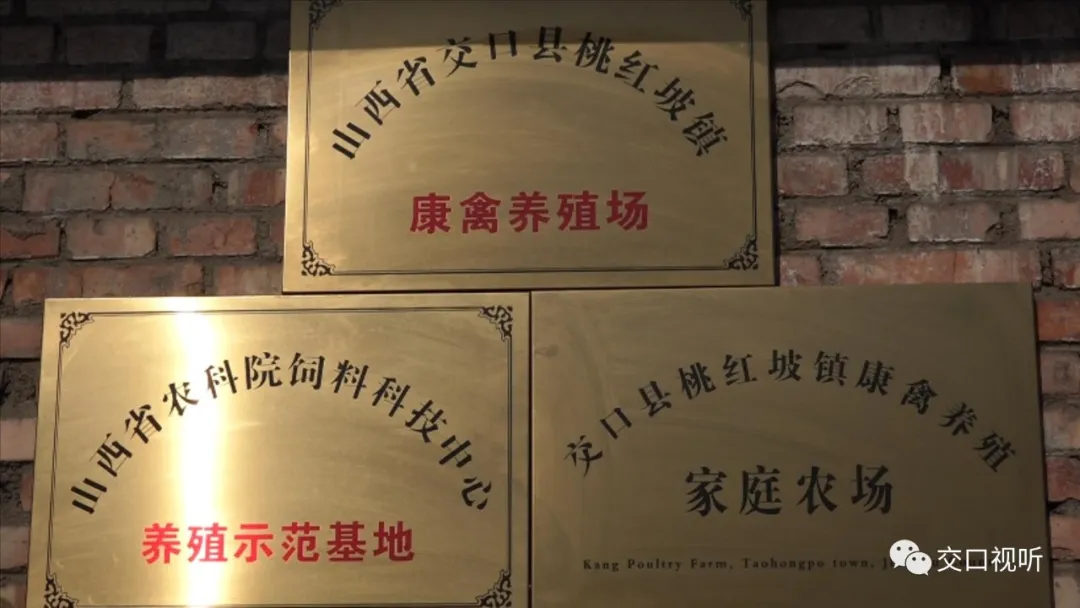 山西省交口县桃红坡镇
康禽养殖场
山西省农科院饲料科技中心
养殖示范基地
交口县桃红坡镇康禽养殖
家庭农场
Kang Poultry Farm, Taohongpo town,
交口视听